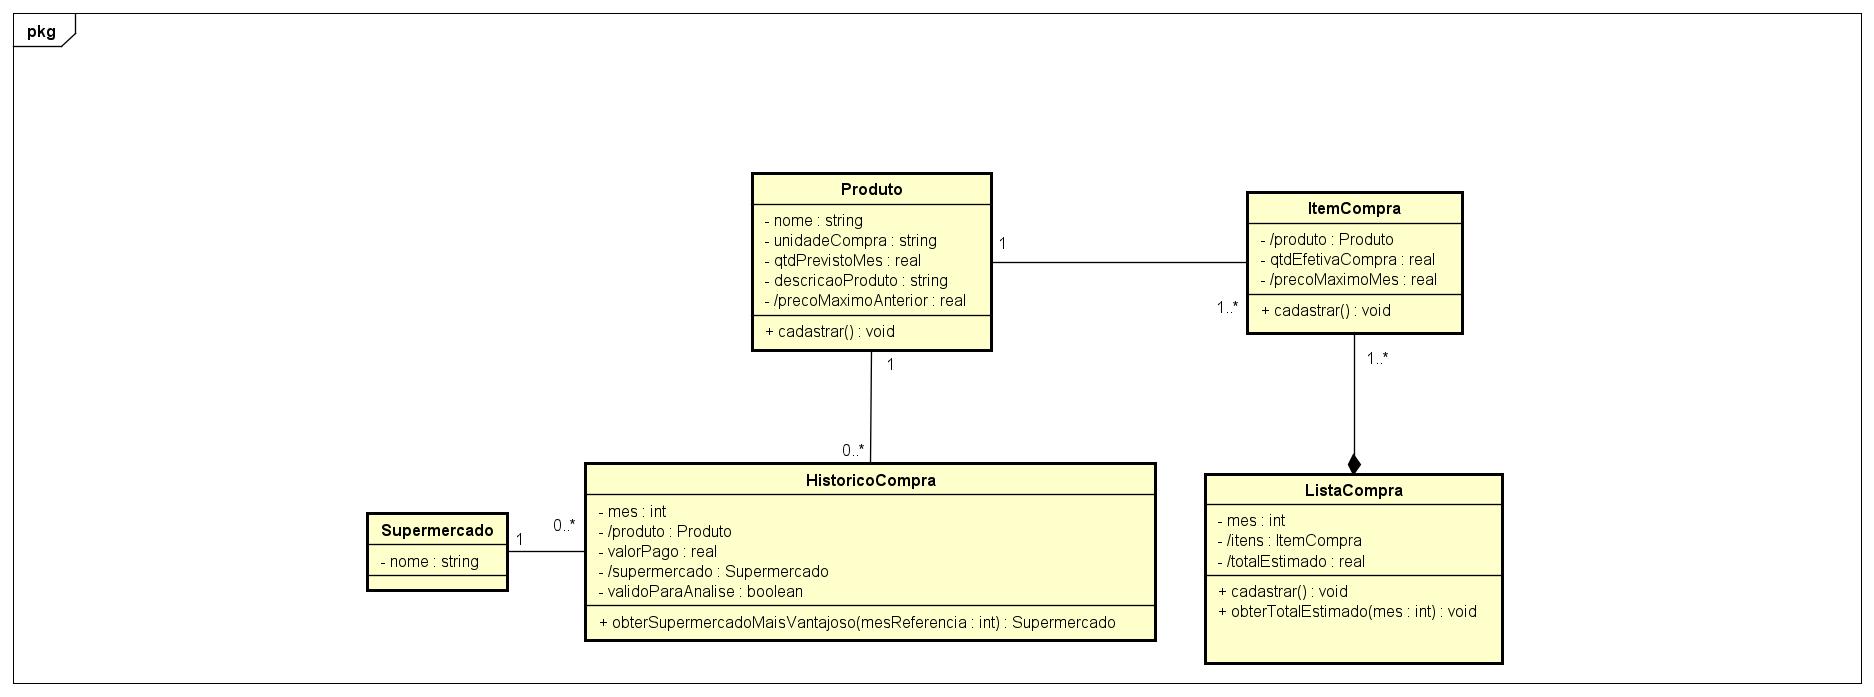 pkg
Produto
- nome : string
- unidadeCompra : string
- qtdPrevistoMes : real
- descricaoProduto : string
- /precoMaximoAnterior : real
+ cadastrar() : void
1
1..*
ItemCompra
- /produto : Produto
- qtdEfetivaCompra : real
- /precoMaximoMes : real
+ cadastrar() : void
1
0..*
1..*
Supermercado
- nome : string
1
0..*
HistoricoCompra
- mes : int
- /produto : Produto
- valorPago : real
- /supermercado : Supermercado
- validoParaAnalise : boolean
+ obterSupermercadoMaisVantajoso(mesReferencia : int) : Supermercado
ListaCompra
- mes : int
- /itens : ItemCompra
- /totalEstimado : real
+ cadastrar() : void
+ obterTotalEstimado(mes : int) : void